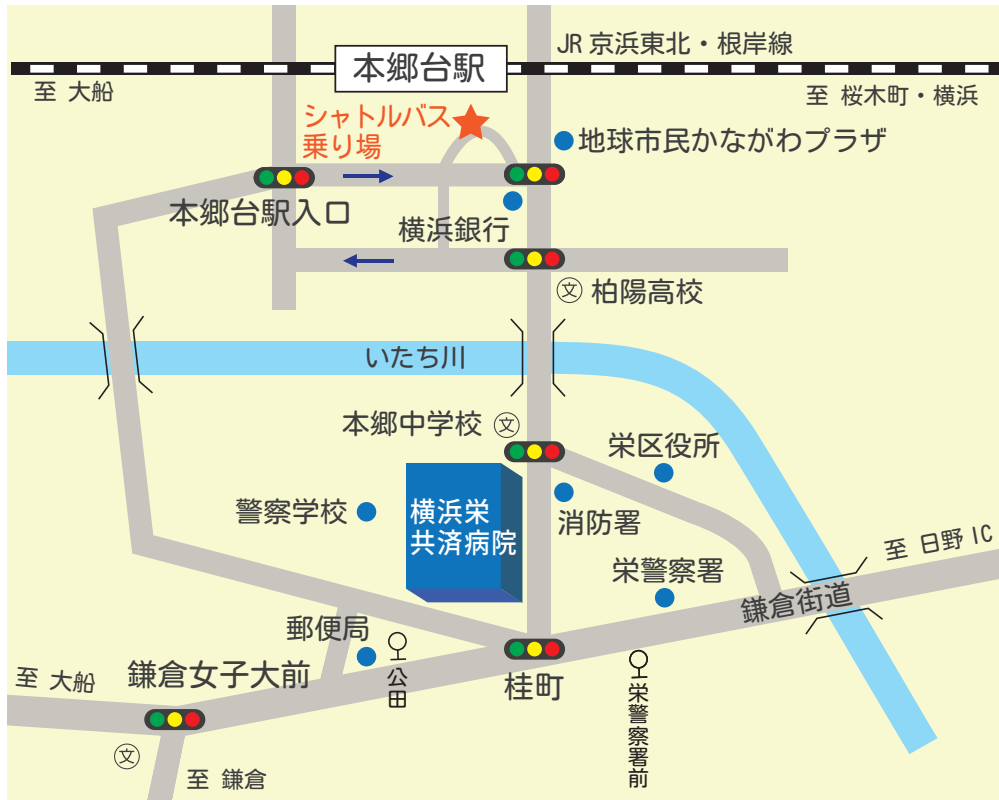 JR 京浜東北・根岸線
本郷台駅
至 大船
至 桜木町・横浜
シャトルバス
乗り場
地球市民かながわプラザ
本郷台駅入口
横浜銀行
文 柏陽高校
いたち川
本郷中学校 文
栄区役所
警察学校
横浜栄
共済病院
消防署
至 日野 IC
栄警察署
鎌倉街道
郵便局
公田
桂町
栄警察署前
至 大船
鎌倉女子大前
文
至 鎌倉